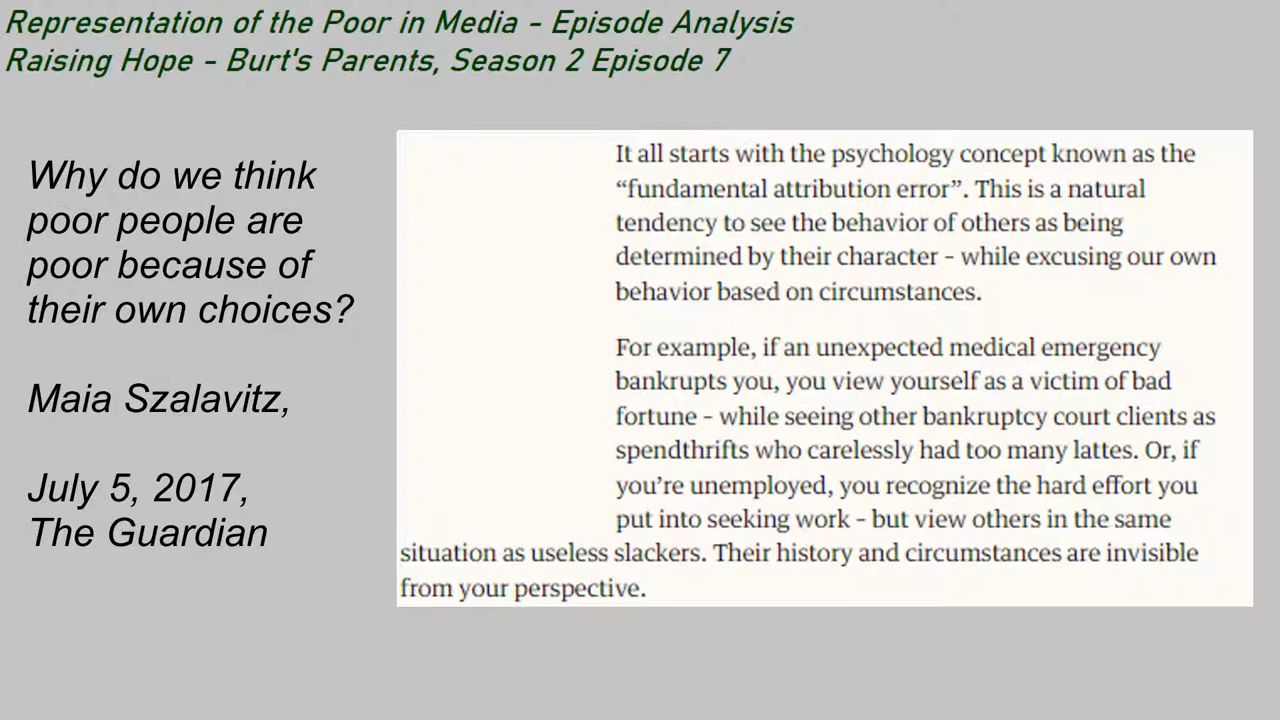 Representation of the Poor in Media - Episode Analysis
Raising Hope - Burt's Parents, Season 2 Episode 7
Why do we think
poor people are
poor because of
their own choices?
Maia Szalavitz,
July 5, 2017,
The Guardian
It all starts with the psychology concept known as the
“fundamental attribution error”. This is a natural
tendency to see the behavior of others as being
determined by their character – while excusing our own
behavior based on circumstances.
For example, if an unexpected medical emergency
bankrupts you, you view yourself as a victim of bad
fortune – while seeing other bankruptcy court clients as
spendthrifts who carelessly had too many lattes. Or, if
you’re unemployed, you recognize the hard effort you
put into seeking work – but view others in the same
situation as useless slackers. Their history and circumstances are invisible
from your perspective.